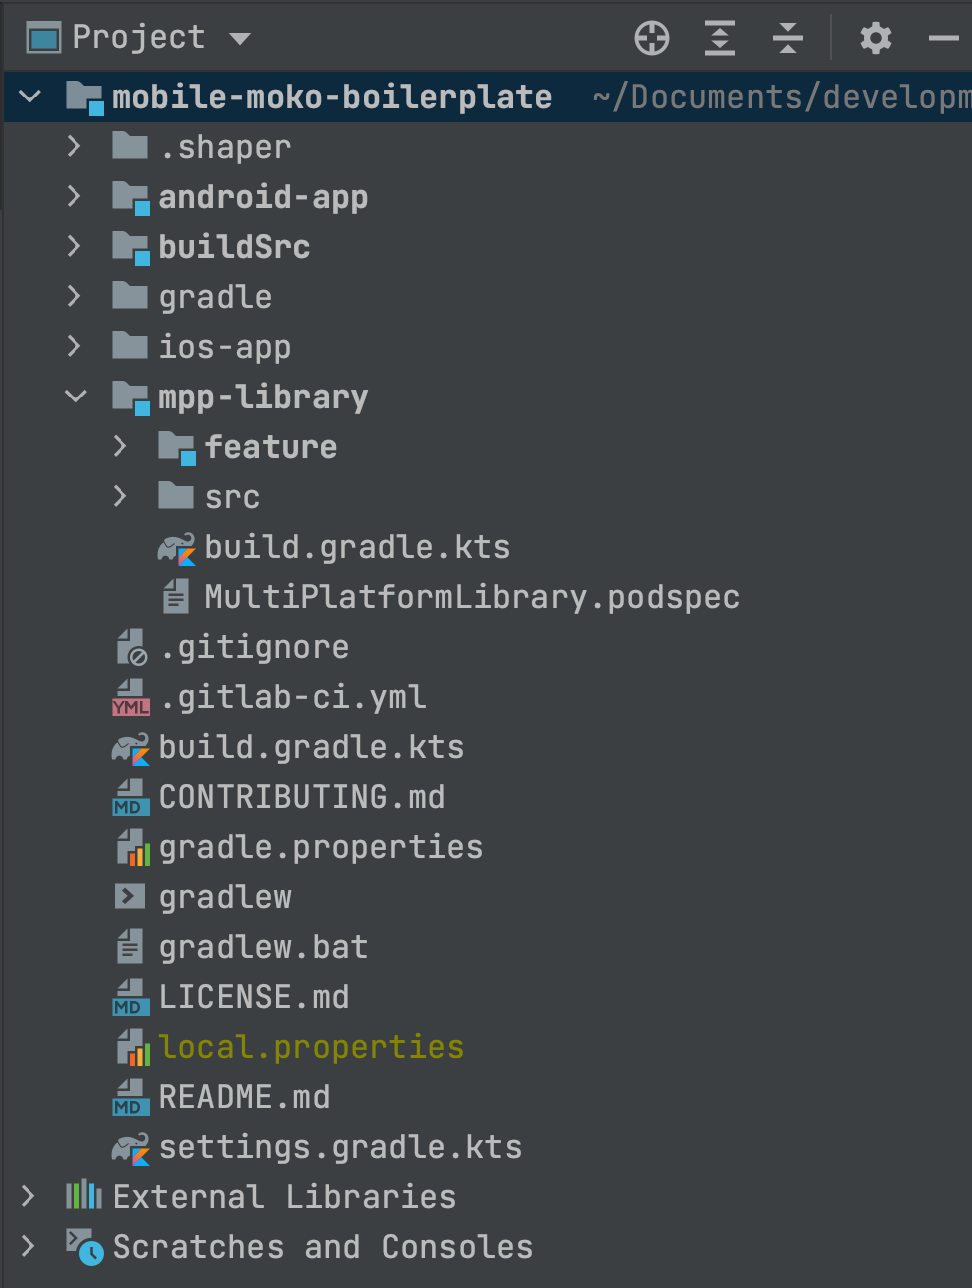 Project
mobile-moko-boilerplate ~/Documents/developm
.shaper
android-app
buildSrc
gradle
ios-app
mpp-library
feature
src
build.gradle.kts
MultiPlatformLibrary.podspec
.gitignore
YML .gitlab-ci.yml
build.gradle.kts
MD CONTRIBUTING.md
gradle.properties
gradlew
gradlew.bat
MD LICENSE.md
local.properties
MD README.md
settings.gradle.kts
External Libraries
Scratches and Consoles